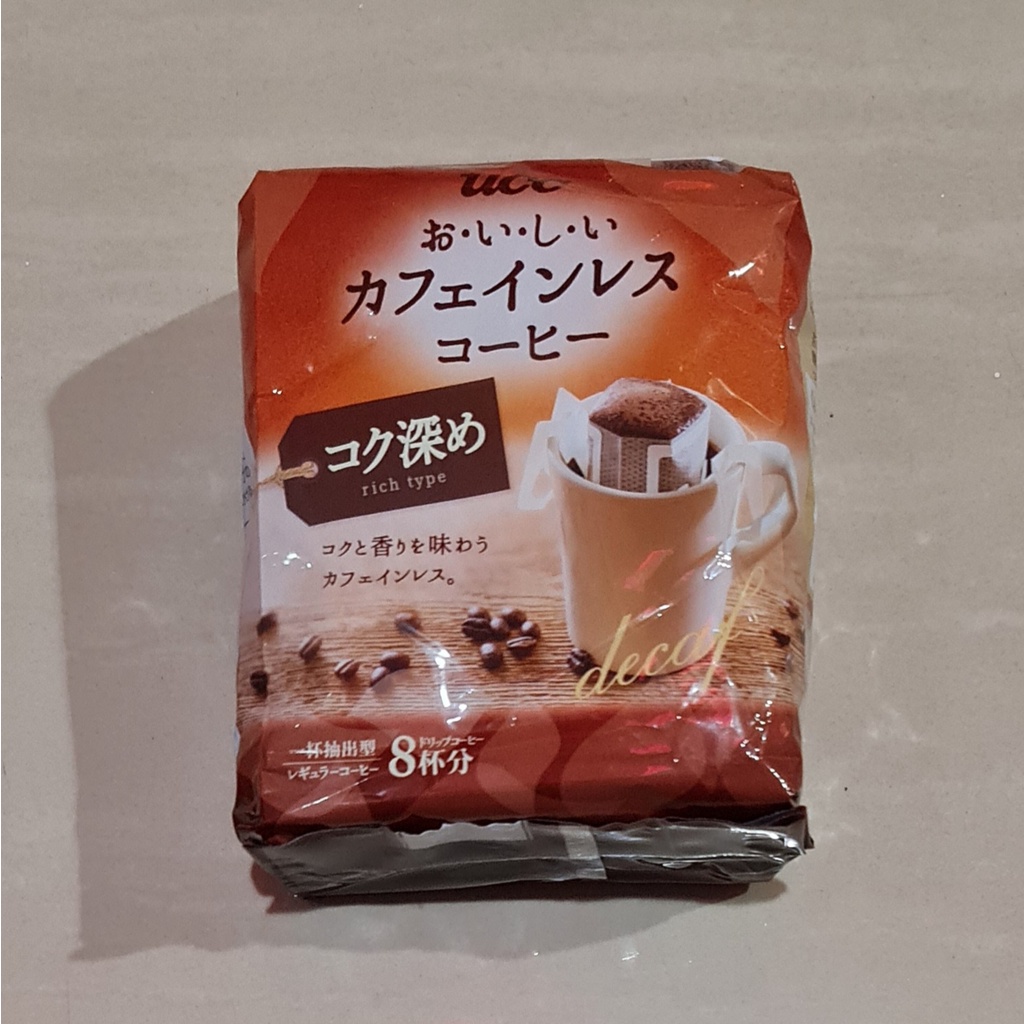 ucc
お・い・し・い
カフェインレス
コーヒー
コク深め
rich type
コクと香りを味わう
カフェインレス。
decaf
一杯抽出型
レギュラーコーヒー
ドリップコーヒー
8杯分